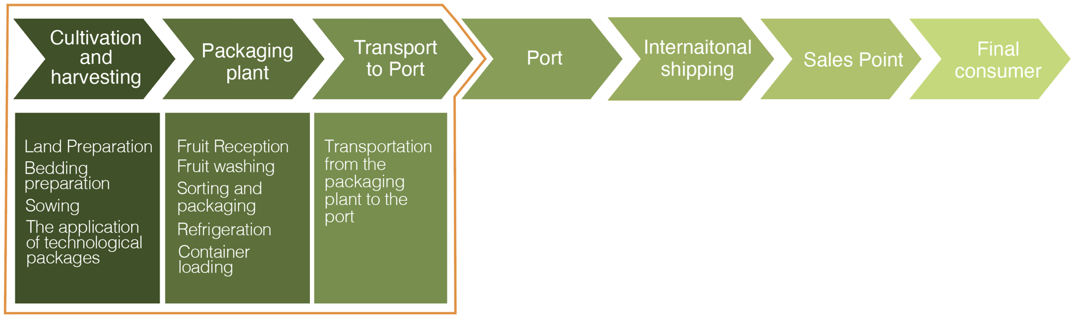 Cultivation
and
harvesting
Packaging
plant
Transport
to Port
Port
Internaitonal
shipping
Sales Point
Final
consumer
Land Preparation
Bedding
preparation
Sowing
The application
of technological
packages
Fruit Reception
Fruit washing
Sorting and
packaging
Refrigeration
Container
loading
Transportation
from the
packaging
plant to the
port